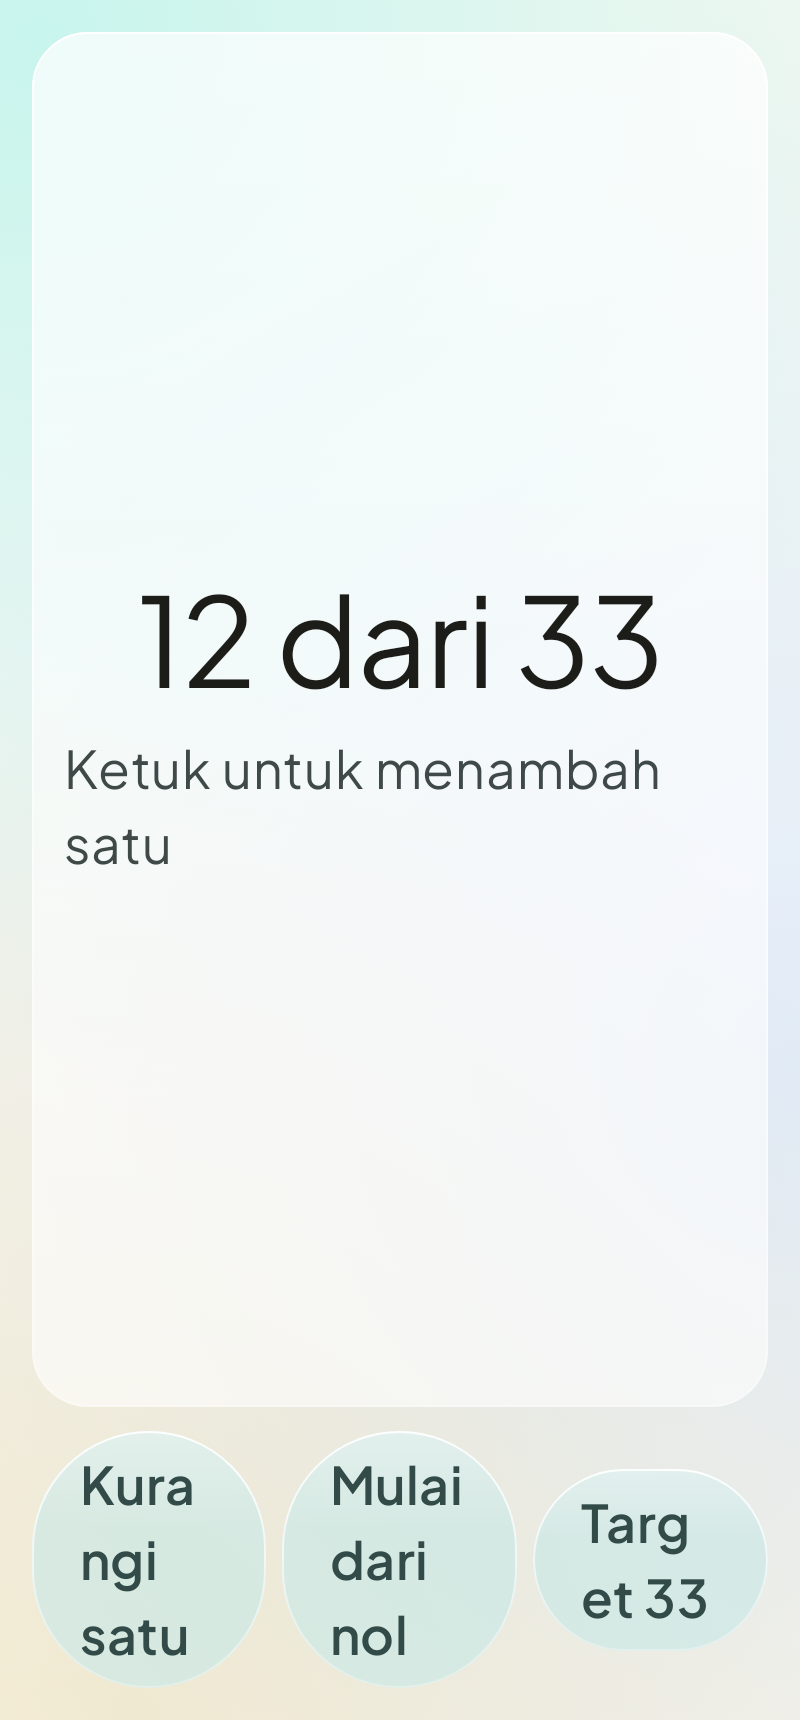 12 dari 33
Ketuk untuk menambah
satu
Kura
ngi
satu
Mulai
dari
nol
Targ
et 33